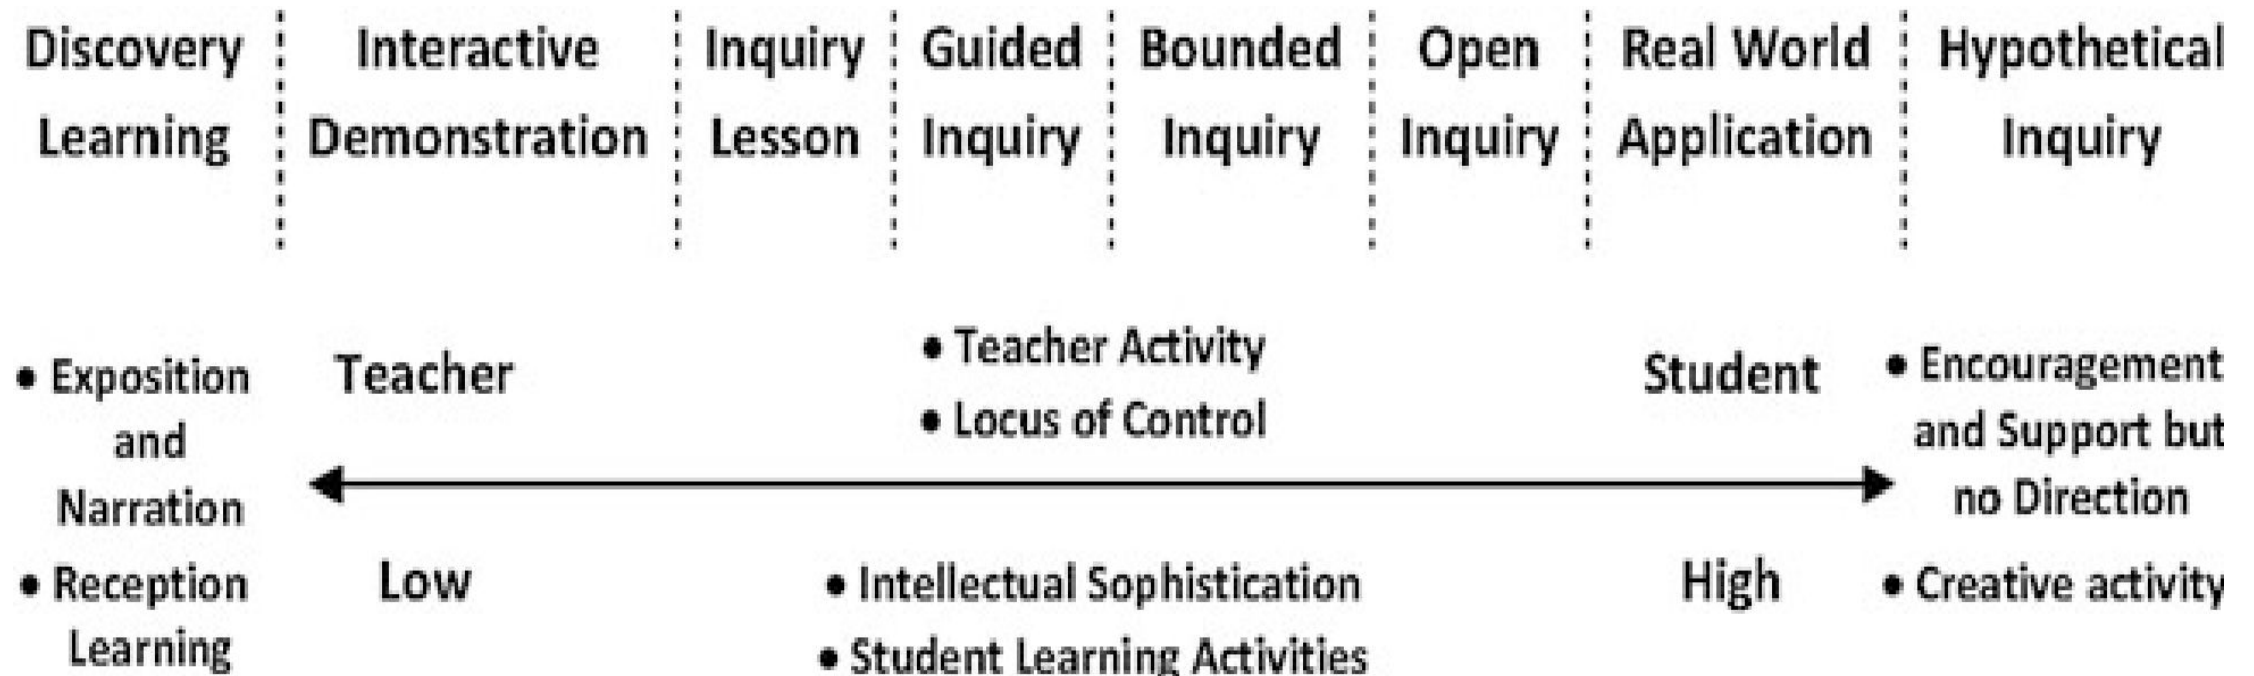 Discovery Learning
Interactive Demonstration
Inquiry Lesson
Guided Inquiry
Bounded Inquiry
Open Inquiry
Real World Application
Hypothetical Inquiry
• Exposition
and
Narration
• Reception
Learning
Teacher
Low
• Teacher Activity
• Locus of Control
• Intellectual Sophistication
• Student Learning Activities
Student
High
• Encouragement
and Support but
no Direction
• Creative activity